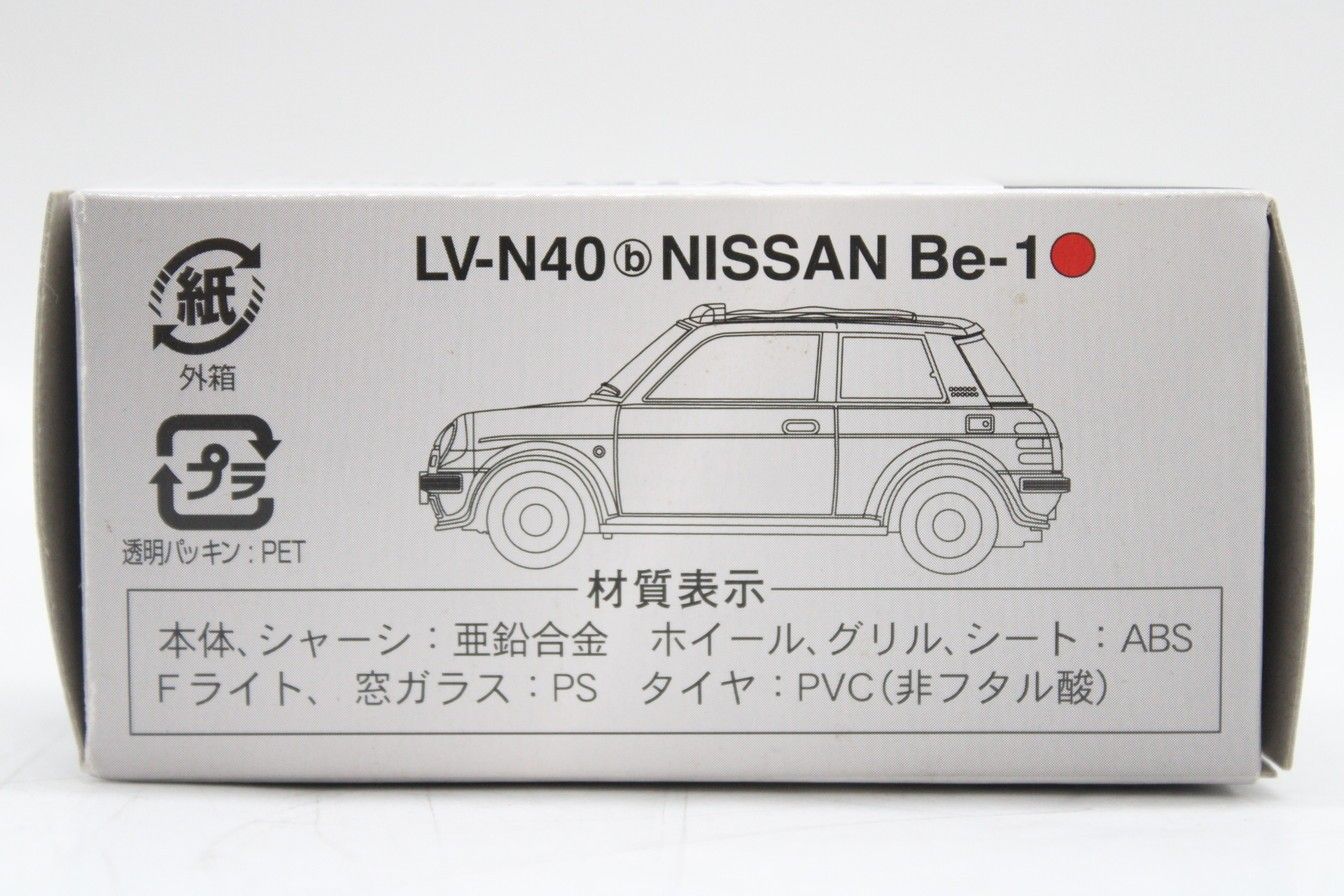 LV-N40ⓑNISSAN Be-1
紙
外箱
プラ
透明パッキン：PET
材質表示
本体、シャーシ：亜鉛合金　ホイール、グリル、シート：ABS
Fライト、窓ガラス：PS　タイヤ：PVC（非フタル酸）